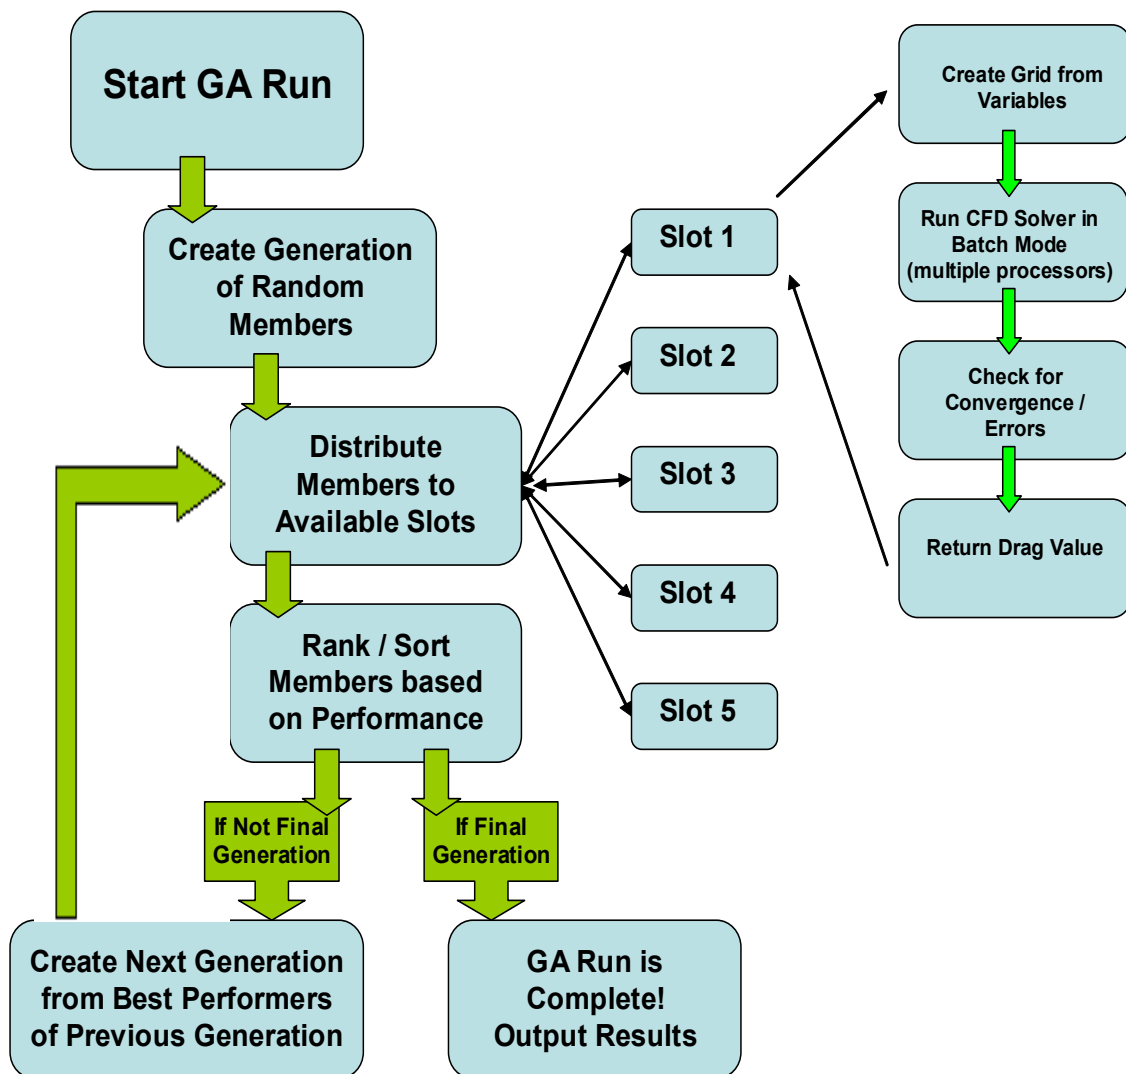 Start GA Run
Create Generation
of Random
Members
Distribute
Members to
Available Slots
Rank / Sort
Members based
on Performance
If Not Final
Generation
If Final
Generation
Create Next Generation
from Best Performers
of Previous Generation
GA Run is
Complete!
Output Results
Slot 1
Slot 2
Slot 3
Slot 4
Slot 5
Create Grid from
Variables
Run CFD Solver in
Batch Mode
(multiple processors)
Check for
Convergence /
Errors
Return Drag Value